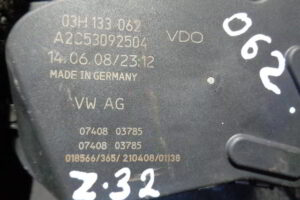 03H 133 062
A2C53092504 VDO
14.06.08/23:12
MADE IN GERMANY
062
VW AG
07408 03785
07408 03785
018566/365/210408/01130
Z.32